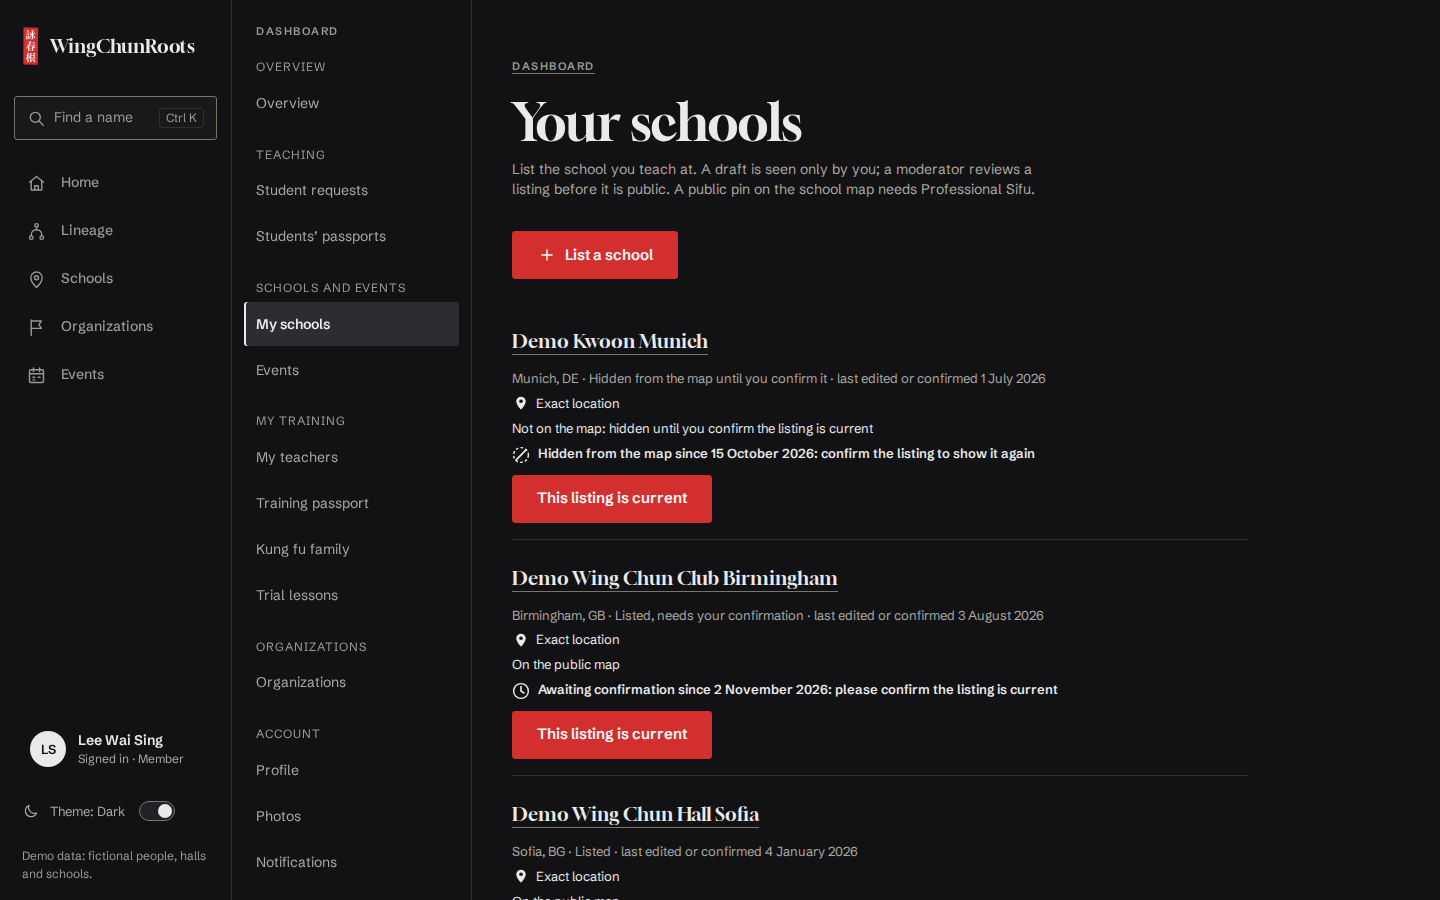 詠春根
WingChunRoots
Find a name
Ctrl K
Home
Lineage
Schools
Organizations
Events
LS
Lee Wai Sing
Signed in · Member
Theme: Dark
Demo data: fictional people, halls
and schools.
DASHBOARD
OVERVIEW
Overview
TEACHING
Student requests
Students’ passports
SCHOOLS AND EVENTS
My schools
Events
MY TRAINING
My teachers
Training passport
Kung fu family
Trial lessons
ORGANIZATIONS
Organizations
ACCOUNT
Profile
Photos
Notifications
DASHBOARD
Your schools
List the school you teach at. A draft is seen only by you; a moderator reviews a
listing before it is public. A public pin on the school map needs Professional Sifu.
List a school
Demo Kwoon Munich
Munich, DE · Hidden from the map until you confirm it · last edited or confirmed 1 July 2026
Exact location
Not on the map: hidden until you confirm the listing is current
Hidden from the map since 15 October 2026: confirm the listing to show it again
This listing is current
Demo Wing Chun Club Birmingham
Birmingham, GB · Listed, needs your confirmation · last edited or confirmed 3 August 2026
Exact location
On the public map
Awaiting confirmation since 2 November 2026: please confirm the listing is current
This listing is current
Demo Wing Chun Hall Sofia
Sofia, BG · Listed · last edited or confirmed 4 January 2026
Exact location
On the public map